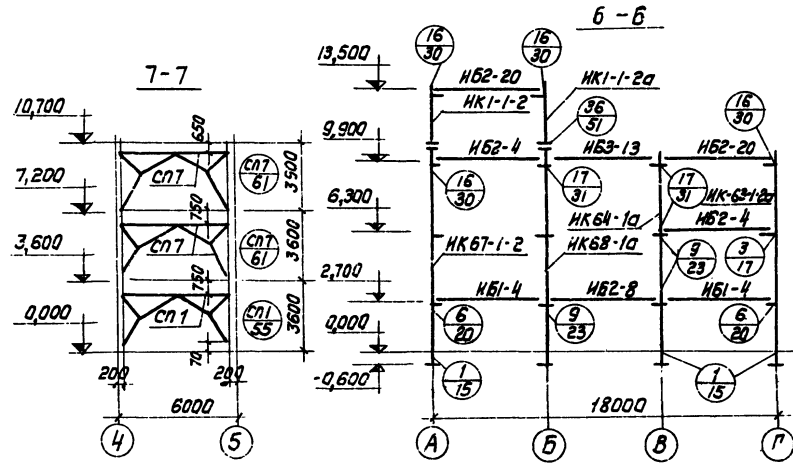 7-7
10,700
7,200
3,600
0,000
650
750
750
70
СП7
СП7
СП1
СП7
61
СП7
61
СП1
55
3500
3600
3600
200
200
6000
4
5
Б-Б
16
30
16
30
13,500
ИБ2-20
ИК1-1-2
ИК1-1-2а
36
51
16
30
9,900
ИБ2-4
ИБ3-13
ИБ2-20
16
30
17
31
17
31
ИК-63-1-2а
6,300
ИК64-1а
ИБ2-4
ИК67-1-2
ИК68-1а
9
23
3
17
2,700
ИБ1-4
ИБ2-8
ИБ1-4
6
20
9
23
6
20
0,000
-0,600
1
15
1
15
18000
А
Б
В
Г